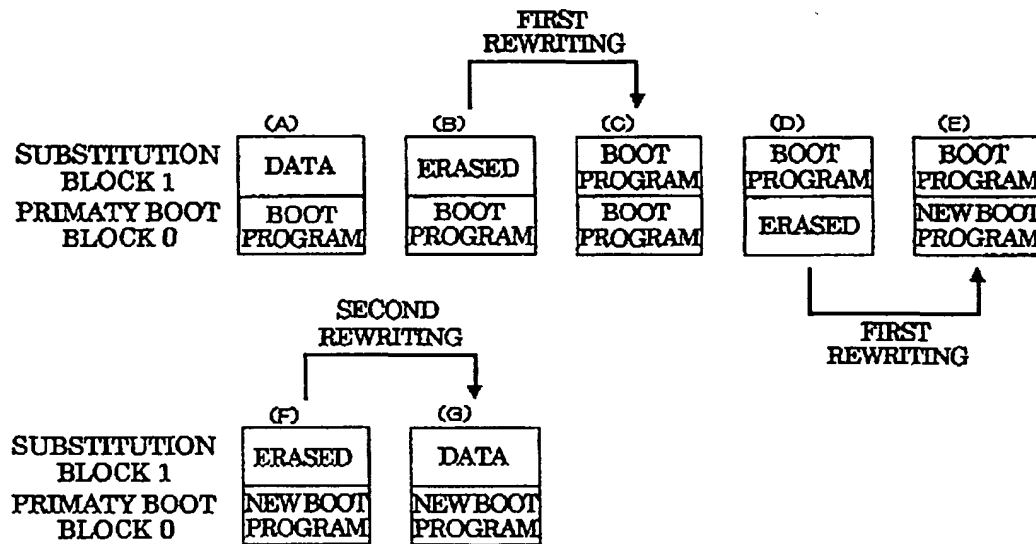 FIRST
REWRITING
(A) (B) (C) (D) (E)
SUBSTITUTION
BLOCK 1
DATA
ERASED
BOOT
PROGRAM
BOOT
PROGRAM
BOOT
PROGRAM
PRIMATY BOOT
BLOCK 0
BOOT
PROGRAM
BOOT
PROGRAM
BOOT
PROGRAM
ERASED
NEW BOOT
PROGRAM
SECOND
REWRITING
FIRST
REWRITING
(F) (G)
SUBSTITUTION
BLOCK 1
ERASED
DATA
PRIMATY BOOT
BLOCK 0
NEW BOOT
PROGRAM
NEW BOOT
PROGRAM